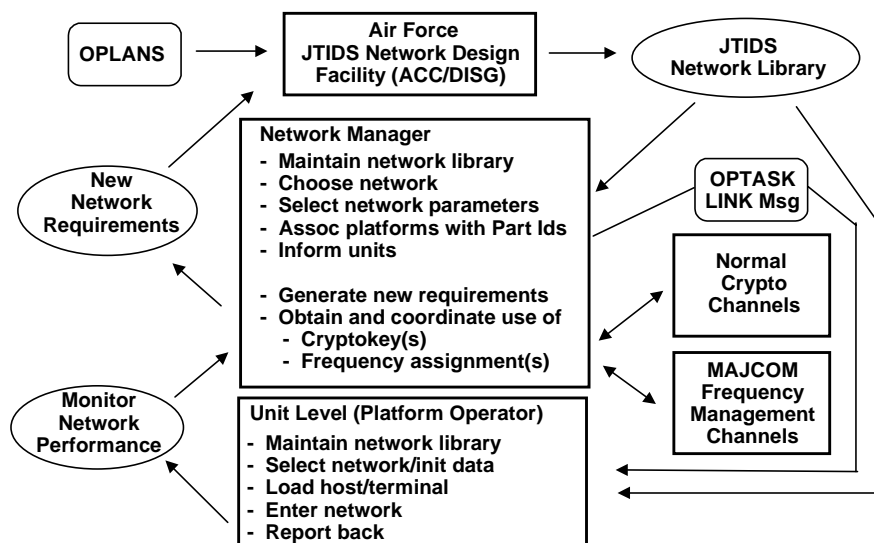 OPLANS
Air Force
JTIDS Network Design
Facility (ACC/DISG)
JTIDS
Network Library
New
Network
Requirements
Network Manager
- Maintain network library
- Choose network
- Select network parameters
- Assoc platforms with Part Ids
- Inform units
- Generate new requirements
- Obtain and coordinate use of
- Cryptokey(s)
- Frequency assignment(s)
OPTASK
LINK Msg
Normal
Crypto
Channels
MAJCOM
Frequency
Management
Channels
Monitor
Network
Performance
Unit Level (Platform Operator)
- Maintain network library
- Select network/init data
- Load host/terminal
- Enter network
- Report back